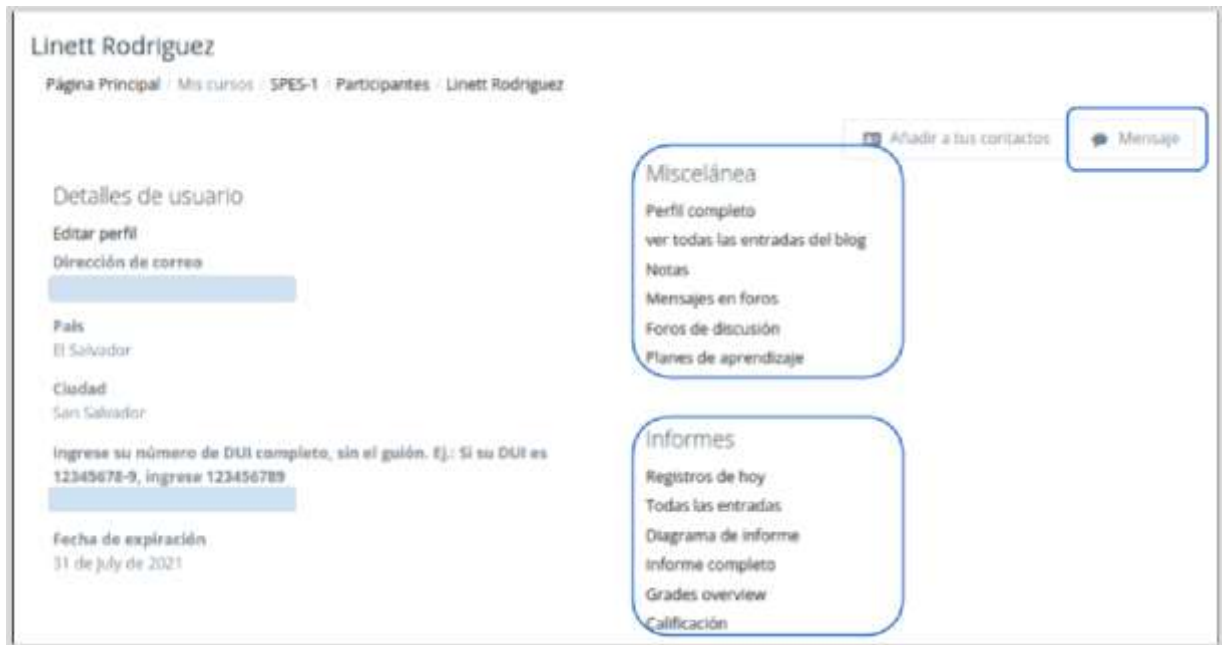 Linett Rodriguez
Página Principal / Mis cursos / SPES-1 / Participantes / Linett Rodriguez
Añadir a tus contactos
Mensaje
Detalles de usuario
Editar perfil
Dirección de correo
País
El Salvador
Ciudad
San Salvador
Ingrese su número de DUI completo, sin el guión. Ej.: Si su DUI es
12345678-9, ingrese 123456789
Fecha de expiración
31 de July de 2021
Miscelánea
Perfil completo
ver todas las entradas del blog
Notas
Mensajes en foros
Foros de discusión
Planes de aprendizaje
Informes
Registros de hoy
Todas las entradas
Diagrama de informe
Informe completo
Grades overview
Calificación